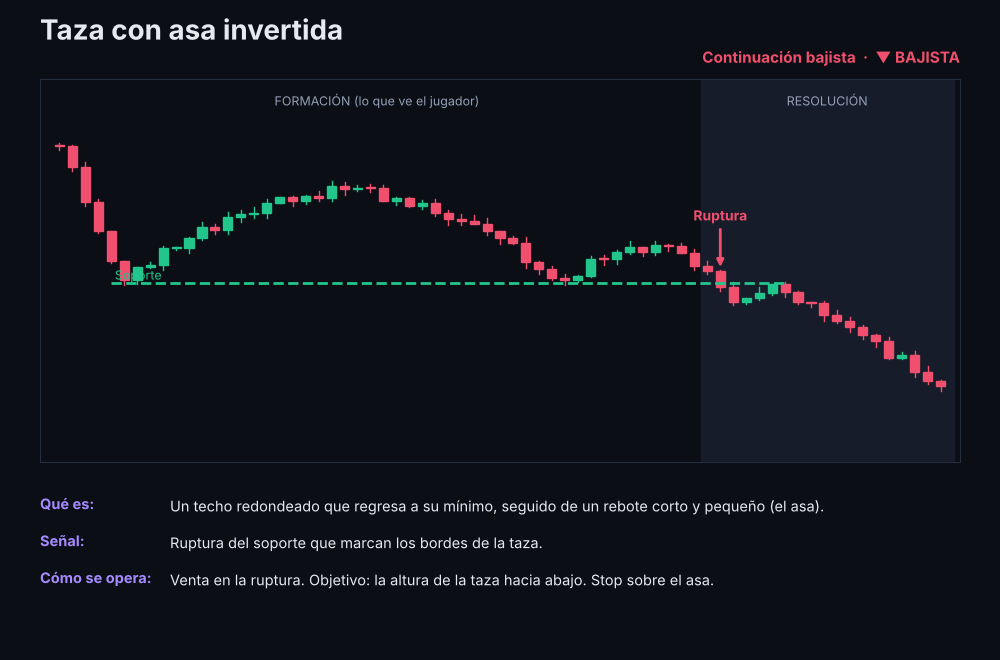 Taza con asa invertida
Continuación bajista · ▼ BAJISTA
FORMACIÓN (lo que ve el jugador)
RESOLUCIÓN
Ruptura
Soporte
Qué es: Un techo redondeado que regresa a su mínimo, seguido de un rebote corto y pequeño (el asa).
Señal: Ruptura del soporte que marcan los bordes de la taza.
Cómo se opera: Venta en la ruptura. Objetivo: la altura de la taza hacia abajo. Stop sobre el asa.